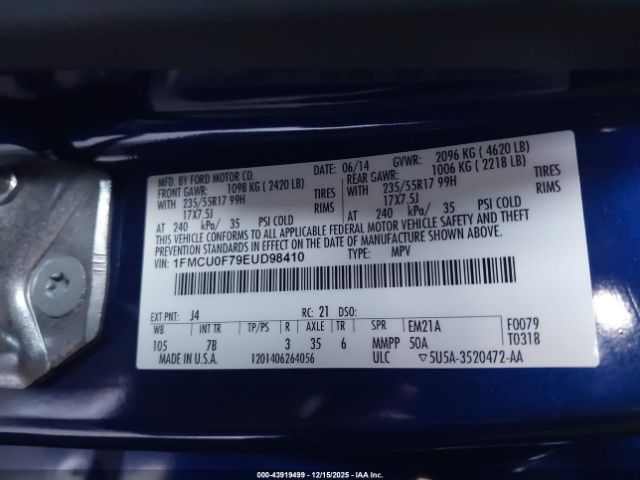 MFD. BY FORD MOTOR CO. DATE: 06/14 GVWR: 2096 KG ( 4620 LB)
FRONT GAWR: 1098 KG ( 2420 LB) REAR GAWR: 1006 KG ( 2218 LB)
WITH 235/55R17 99H TIRES WITH 235/55R17 99H TIRES
17X7.5J RIMS 17X7.5J RIMS
AT 240 kPa/ 35 PSI COLD AT 240 kPa/ 35 PSI COLD
THIS VEHICLE CONFORMS TO ALL APPLICABLE FEDERAL MOTOR VEHICLE SAFETY AND THEFT
PREVENTION STANDARDS IN EFFECT ON THE DATE OF MANUFACTURE SHOWN ABOVE.
VIN: 1FMCU0F79EUD98410 TYPE: MPV
EXT PNT: J4 RC: 21 DSO:
WB INT TR TP/PS R AXLE TR SPR EM21A F0079
105 7B 3 35 6 MMPP 50A T0318
MADE IN U.S.A. 1201406264056 ULC ▽5U5A-3520472-AA
000-43919499 - 12/15/2025 - IAA, Inc.